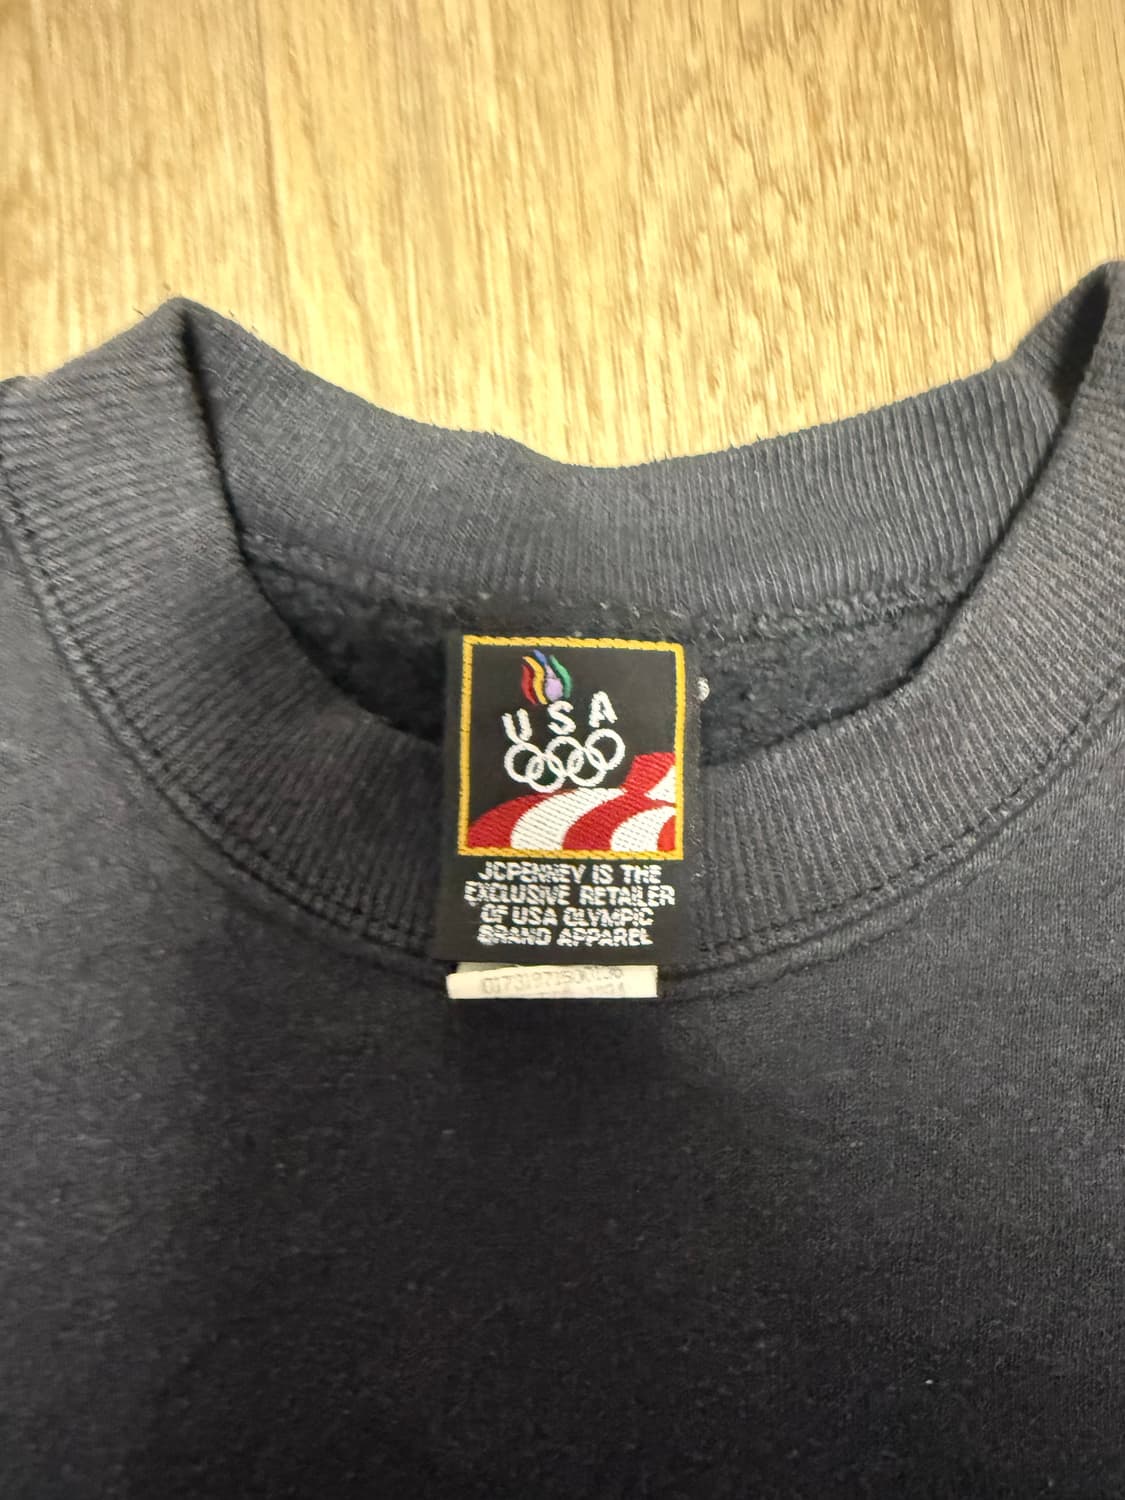 USA
JCPENNEY IS THE
EXCLUSIVE RETAILER
OF USA OLYMPIC
BRAND APPAREL